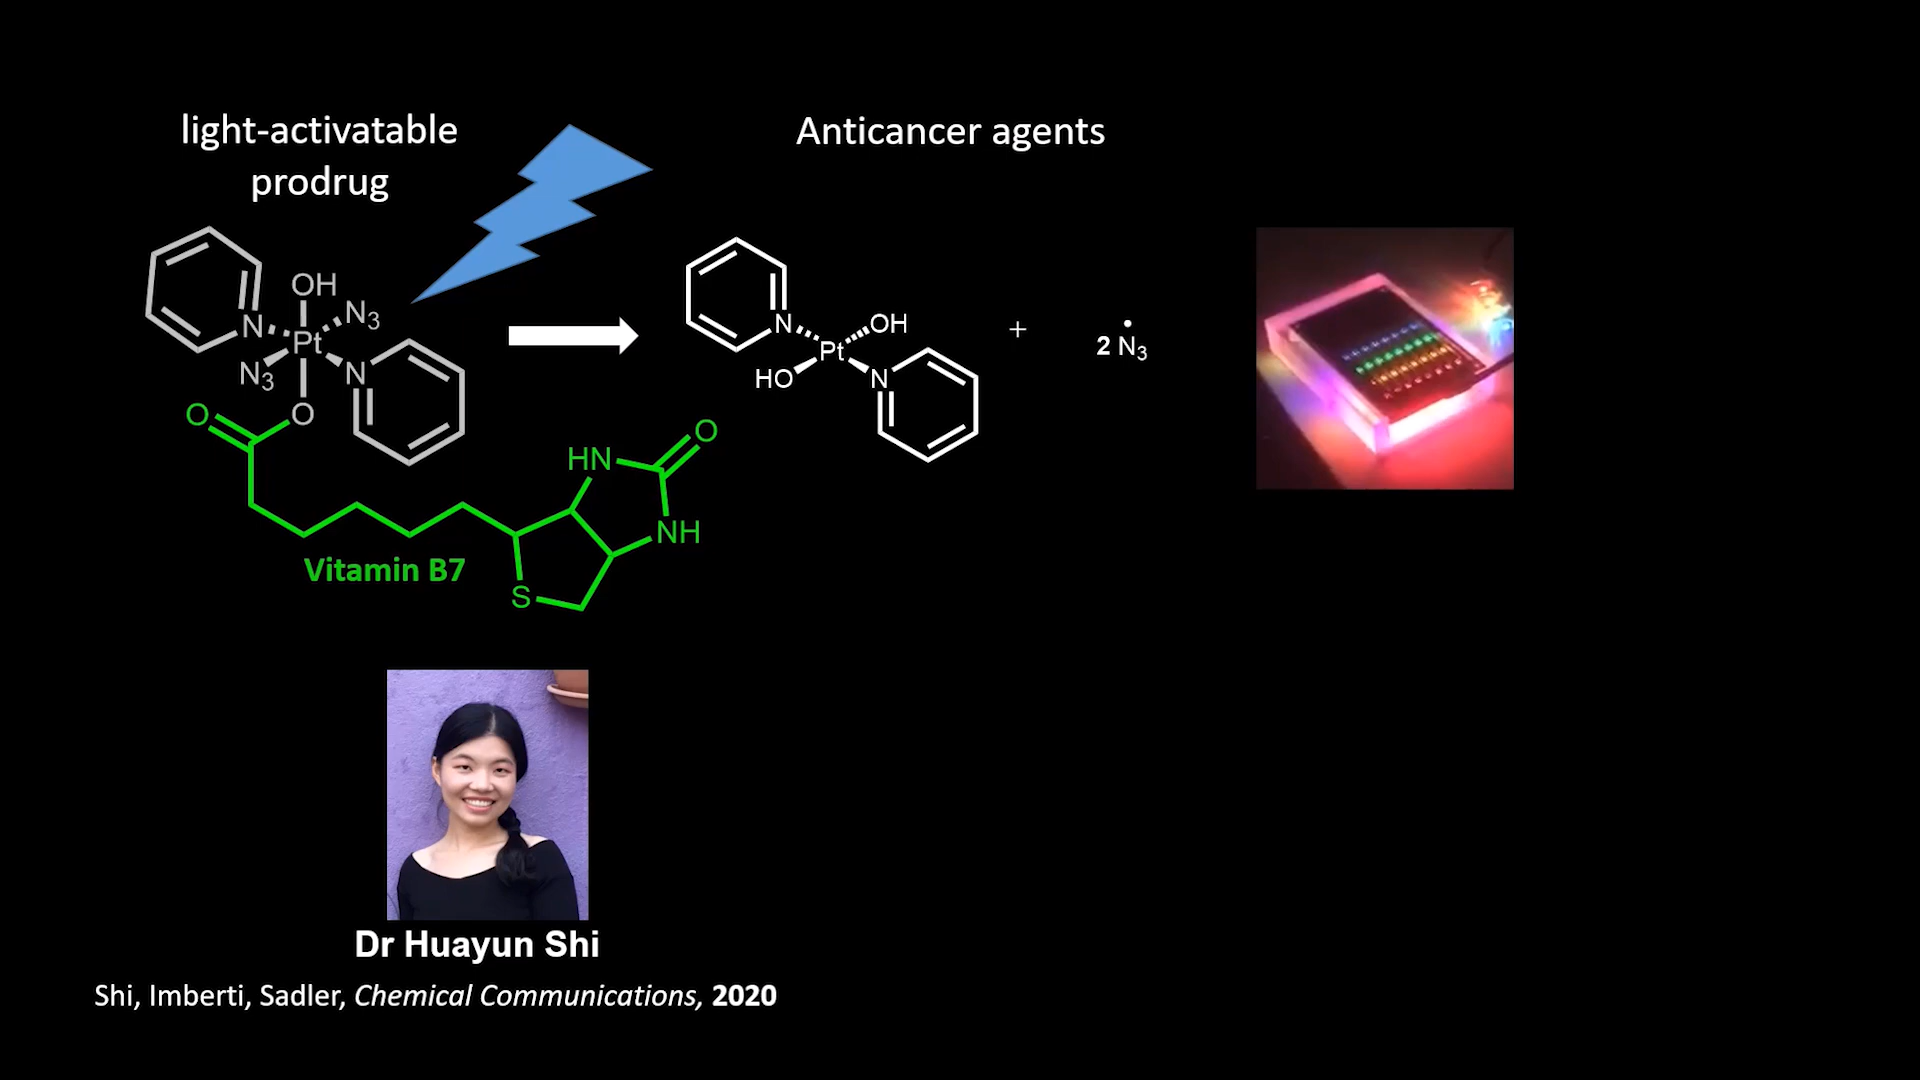 light-activatable
prodrug
Anticancer agents
OH
N3
N
Pt
N3
N
O
O
HN
O
NH
S
Vitamin B7
N
OH
Pt
HO
N
+
2 Ṅ3
Dr Huayun Shi
Shi, Imberti, Sadler, Chemical Communications, 2020